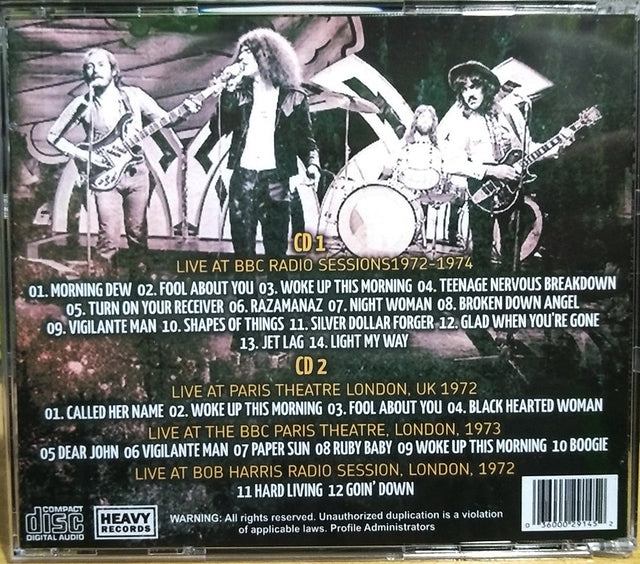 CD 1
LIVE AT BBC RADIO SESSIONS1972-1974
01. MORNING DEW 02. FOOL ABOUT YOU 03. WOKE UP THIS MORNING 04. TEENAGE NERVOUS BREAKDOWN
05. TURN ON YOUR RECEIVER 06. RAZAMANAZ 07. NIGHT WOMAN 08. BROKEN DOWN ANGEL
09. VIGILANTE MAN 10. SHAPES OF THINGS 11. SILVER DOLLAR FORGER 12. GLAD WHEN YOU'RE GONE
13. JET LAG 14. LIGHT MY WAY
CD 2
LIVE AT PARIS THEATRE LONDON, UK 1972
01. CALLED HER NAME 02. WOKE UP THIS MORNING 03. FOOL ABOUT YOU 04. BLACK HEARTED WOMAN
LIVE AT THE BBC PARIS THEATRE, LONDON, 1973
05 DEAR JOHN 06 VIGILANTE MAN 07 PAPER SUN 08 RUBY BABY 09 WOKE UP THIS MORNING 10 BOOGIE
LIVE AT BOB HARRIS RADIO SESSION, LONDON, 1972
11 HARD LIVING 12 GOIN' DOWN
COMPACT
disc
DIGITAL AUDIO
HEAVY
RECORDS
WARNING: All rights reserved. Unauthorized duplication is a violation
of applicable laws. Profile Administrators
0 36000 29145 2